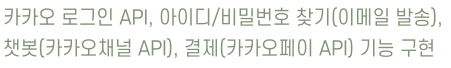 카카오 로그인 API, 아이디/비밀번호 찾기(이메일 발송),
챗봇(카카오채널 API), 결제(카카오페이 API) 기능 구현